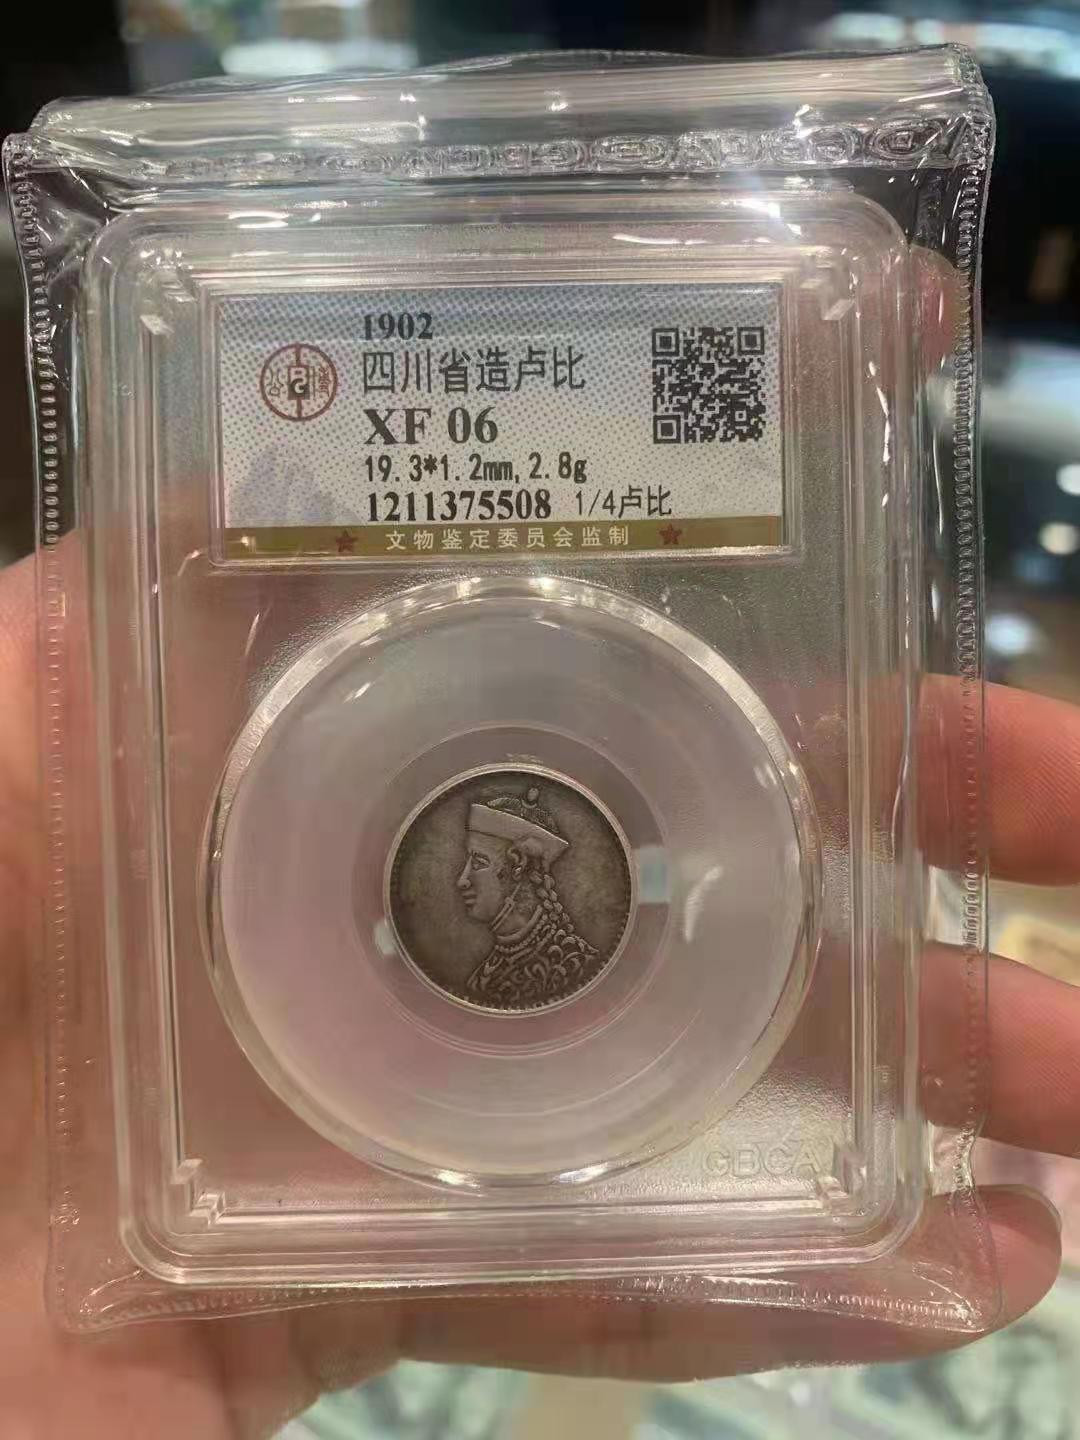 1902
四川省造卢比
XF 06
19.3*1.2mm,2.8g
1211375508 1/4卢比
文物鉴定委员会监制
GBCA